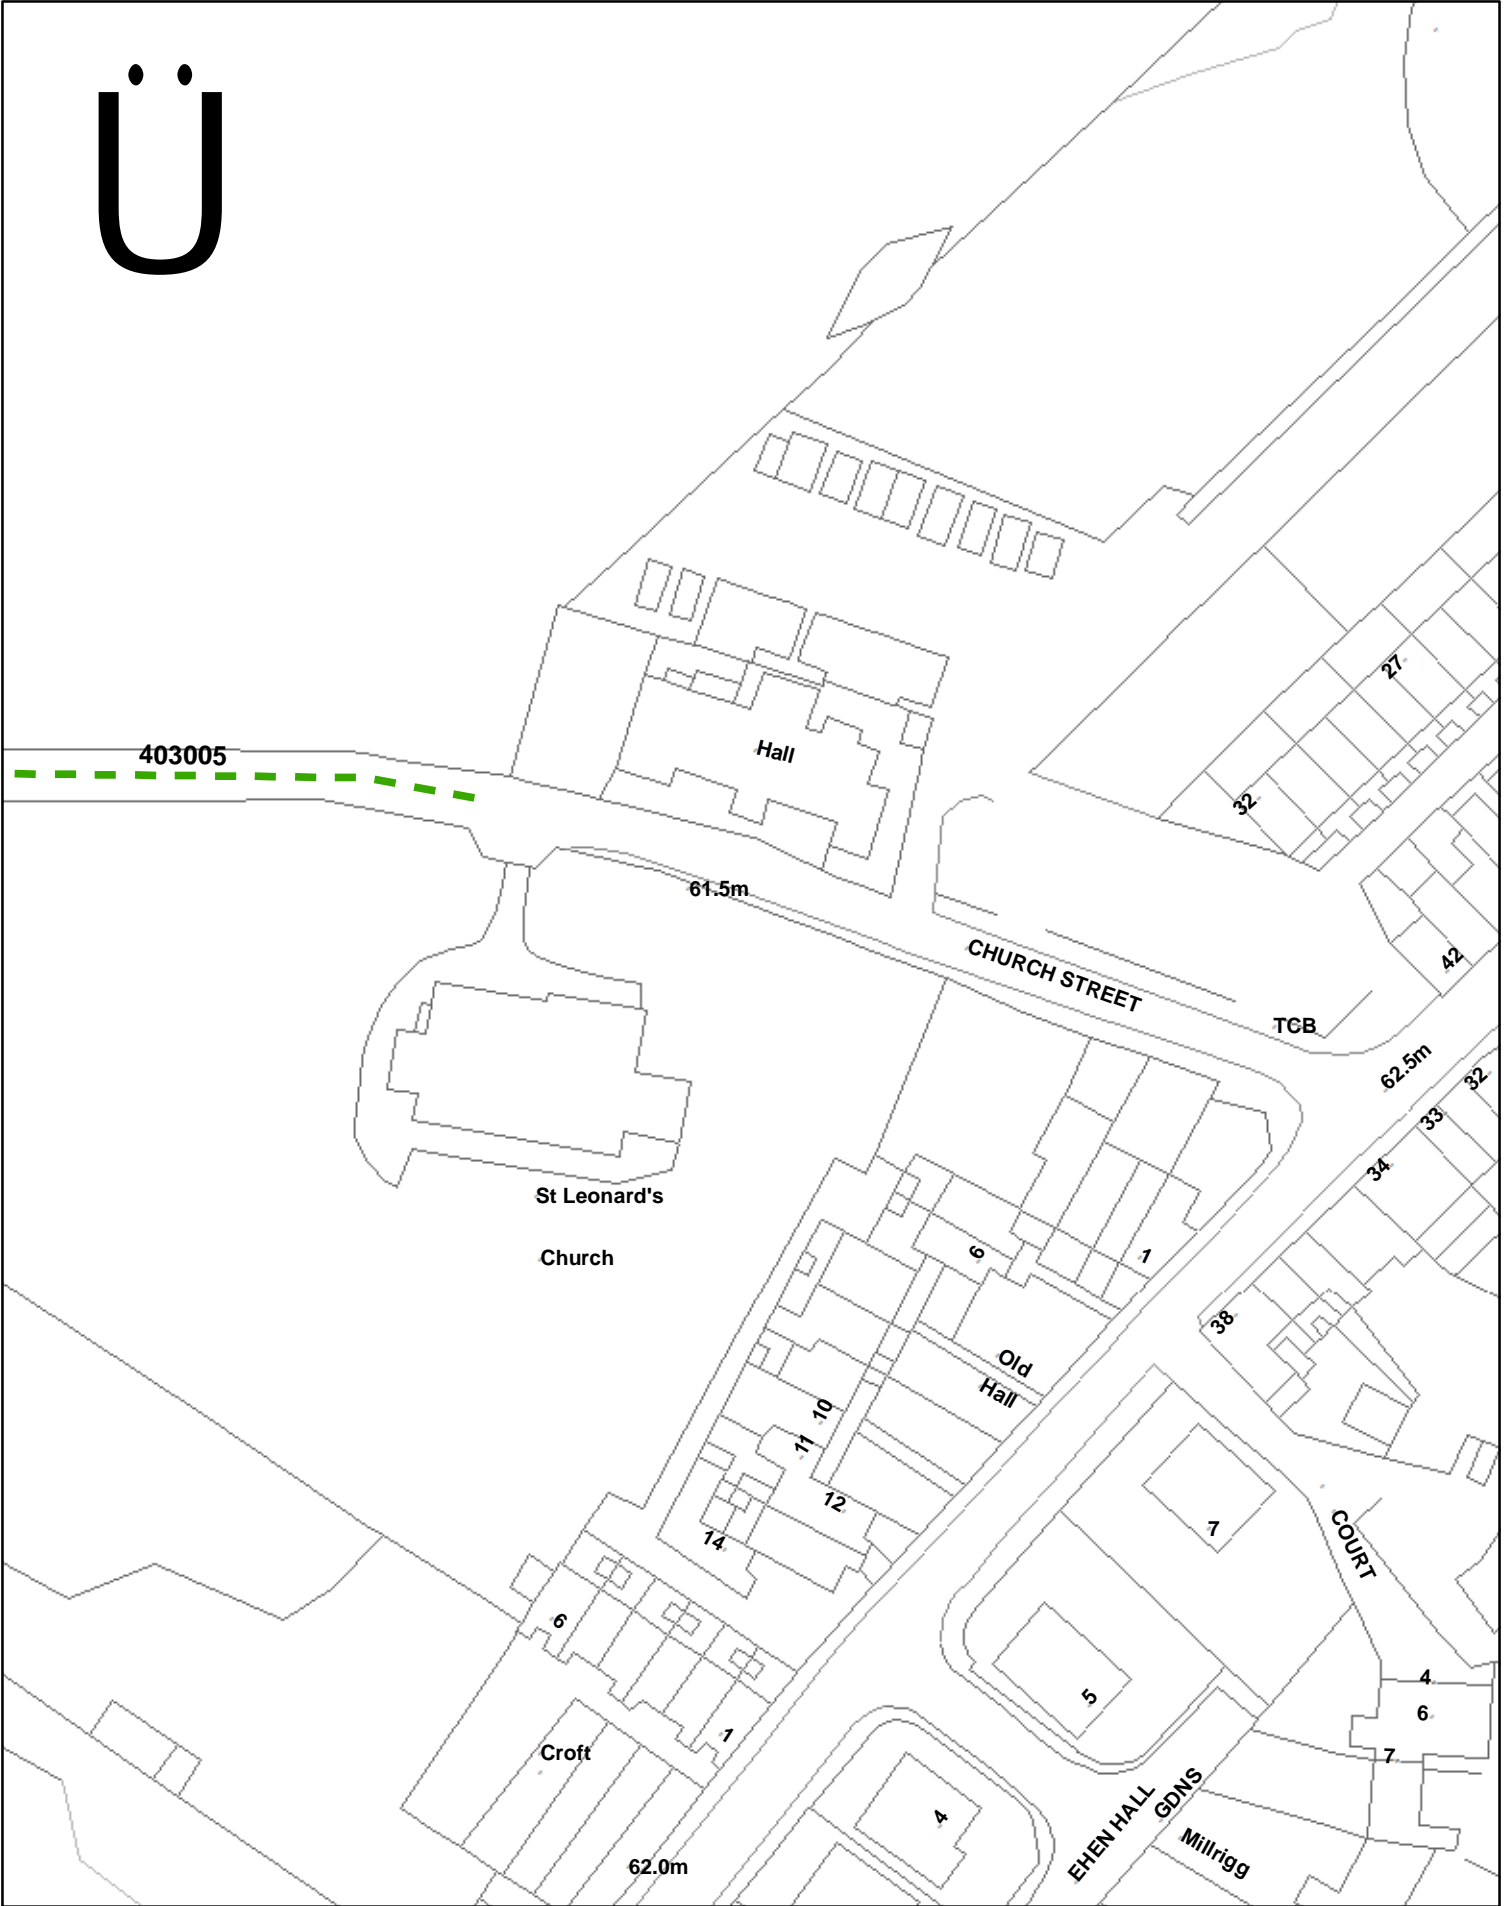 Ü
27
Hall
403005
32
61.5m
CHURCH STREET
42
TCB
62.5m
32
33
34
St Leonard's
Church
6
1
38
Old
Hall
10
11
12
14
7
COURT
6
5
4
6
1
7
Croft
4
EHEN HALL
GDNS
Millrigg
62.0m